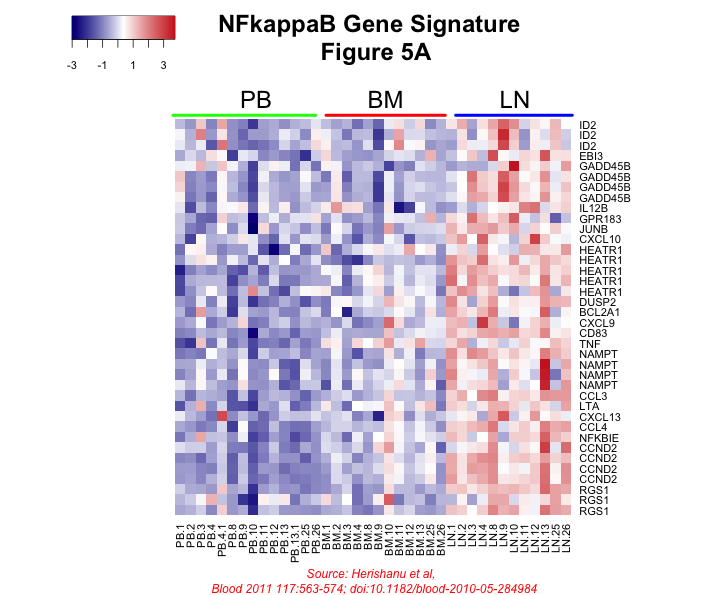 NFkappaB Gene Signature
Figure 5A
-3 -1 1 3
PB BM LN
ID2
ID2
ID2
EBI3
GADD45B
GADD45B
GADD45B
GADD45B
IL12B
GPR183
JUNB
CXCL10
HEATR1
HEATR1
HEATR1
HEATR1
HEATR1
DUSP2
BCL2A1
CXCL9
CD83
TNF
NAMPT
NAMPT
NAMPT
NAMPT
CCL3
LTA
CXCL13
CCL4
NFKBIE
CCND2
CCND2
CCND2
CCND2
RGS1
RGS1
RGS1
PB.1 PB.2 PB.3 PB.4 PB.4.1 PB.8 PB.9 PB.10 PB.11 PB.12 PB.13 PB.13.1 PB.25 PB.26 BM.1 BM.2 BM.3 BM.4 BM.8 BM.9 BM.10 BM.11 BM.12 BM.13 BM.25 BM.26 LN.1 LN.2 LN.3 LN.4 LN.8 LN.9 LN.10 LN.11 LN.12 LN.13 LN.25 LN.26
Source: Herishanu et al,
Blood 2011 117:563-574; doi:10.1182/blood-2010-05-284984